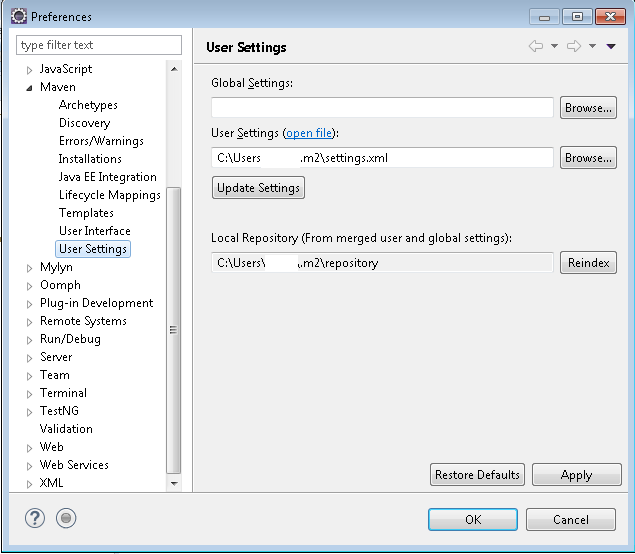 Preferences
type filter text
JavaScript
Maven
Archetypes
Discovery
Errors/Warnings
Installations
Java EE Integration
Lifecycle Mappings
Templates
User Interface
User Settings
Mylyn
Oomph
Plug-in Development
Remote Systems
Run/Debug
Server
Team
Terminal
TestNG
Validation
Web
Web Services
XML
User Settings
Global Settings:
Browse...
User Settings (open file):
C:\Users .m2\settings.xml
Browse...
Update Settings
Local Repository (From merged user and global settings):
C:\Users\ .m2\repository
Reindex
Restore Defaults
Apply
?
OK
Cancel